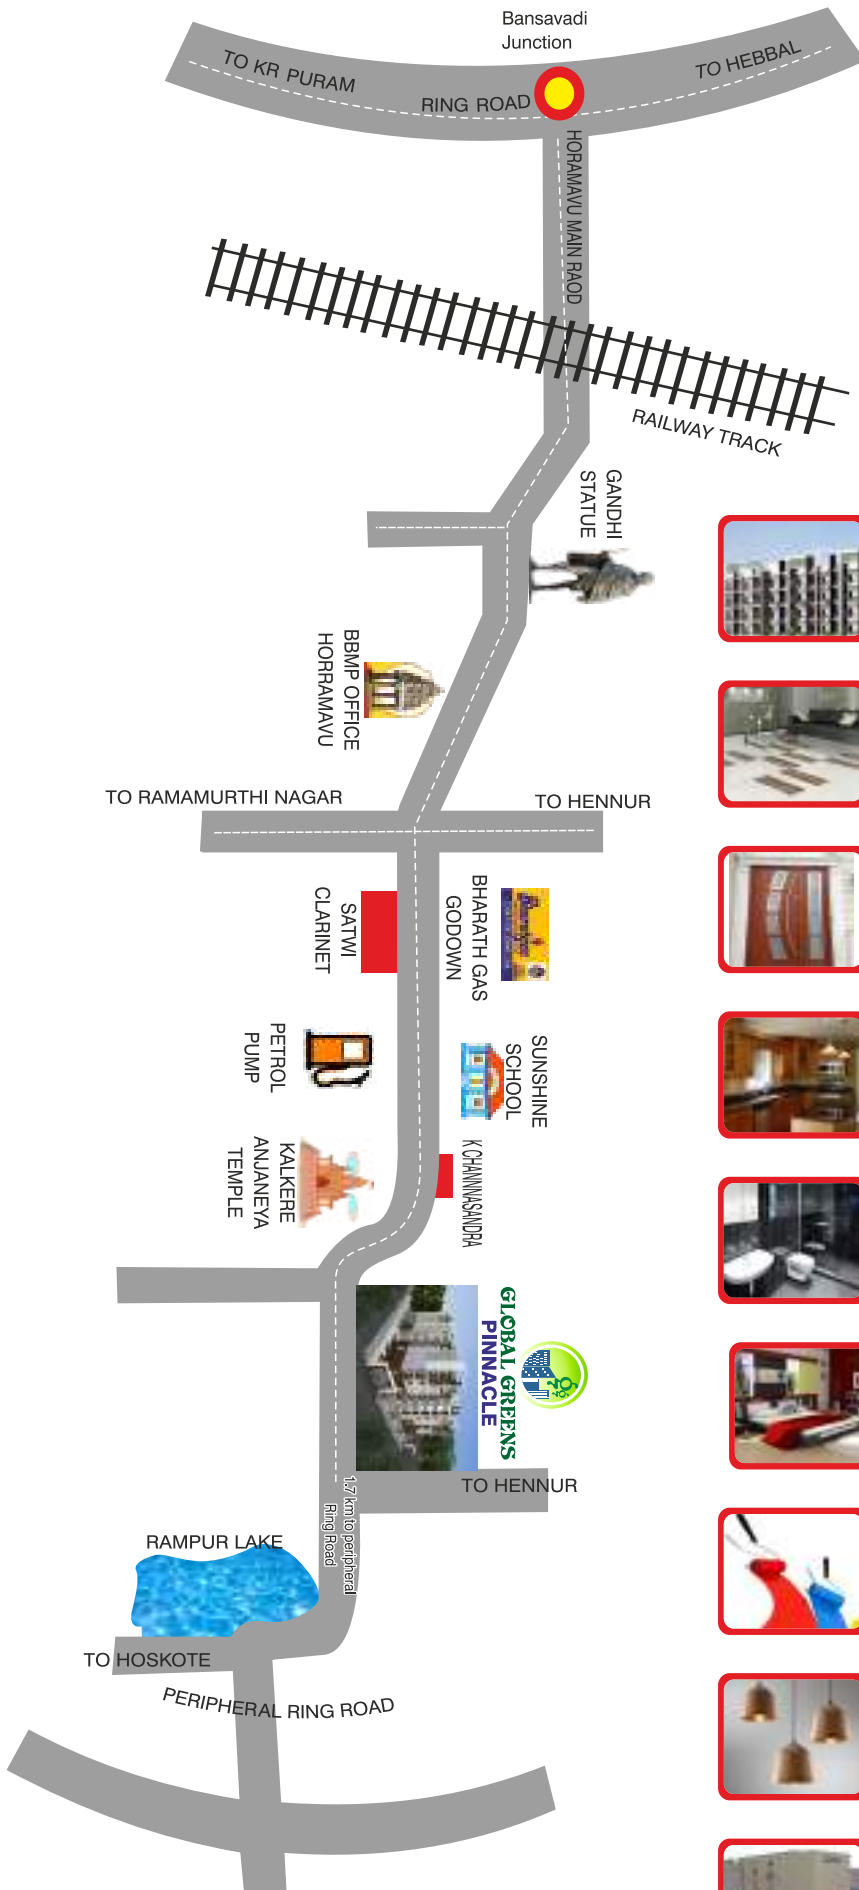 Bansavadi
Junction
TO KR PURAM
RING ROAD
TO HEBBAL
HORAMAVU MAIN RAOD
RAILWAY TRACK
GANDHI
STATUE
BBMP OFFICE
HORRAMAVU
TO RAMAMURTHI NAGAR
TO HENNUR
SATWI
CLARINET
BHARATH GAS
GODOWN
PETROL
PUMP
SUNSHINE
SCHOOL
KALKERE
ANJANEYA
TEMPLE
K CHANNNASANDRA
GLOBAL GREENS
PINNACLE
TO HENNUR
1.7 km to peripheral
Ring Road
RAMPUR LAKE
TO HOSKOTE
PERIPHERAL RING ROAD